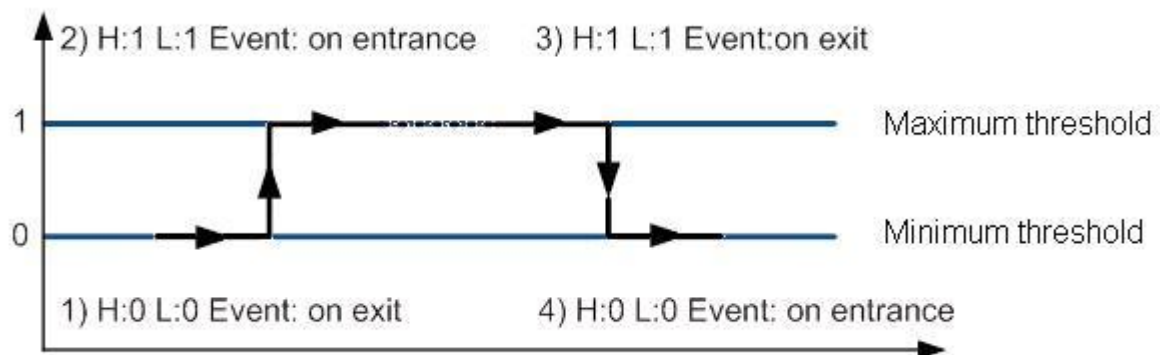 2) H:1 L:1 Event: on entrance
3) H:1 L:1 Event:on exit
1
Maximum threshold
0
Minimum threshold
1) H:0 L:0 Event: on exit
4) H:0 L:0 Event: on entrance